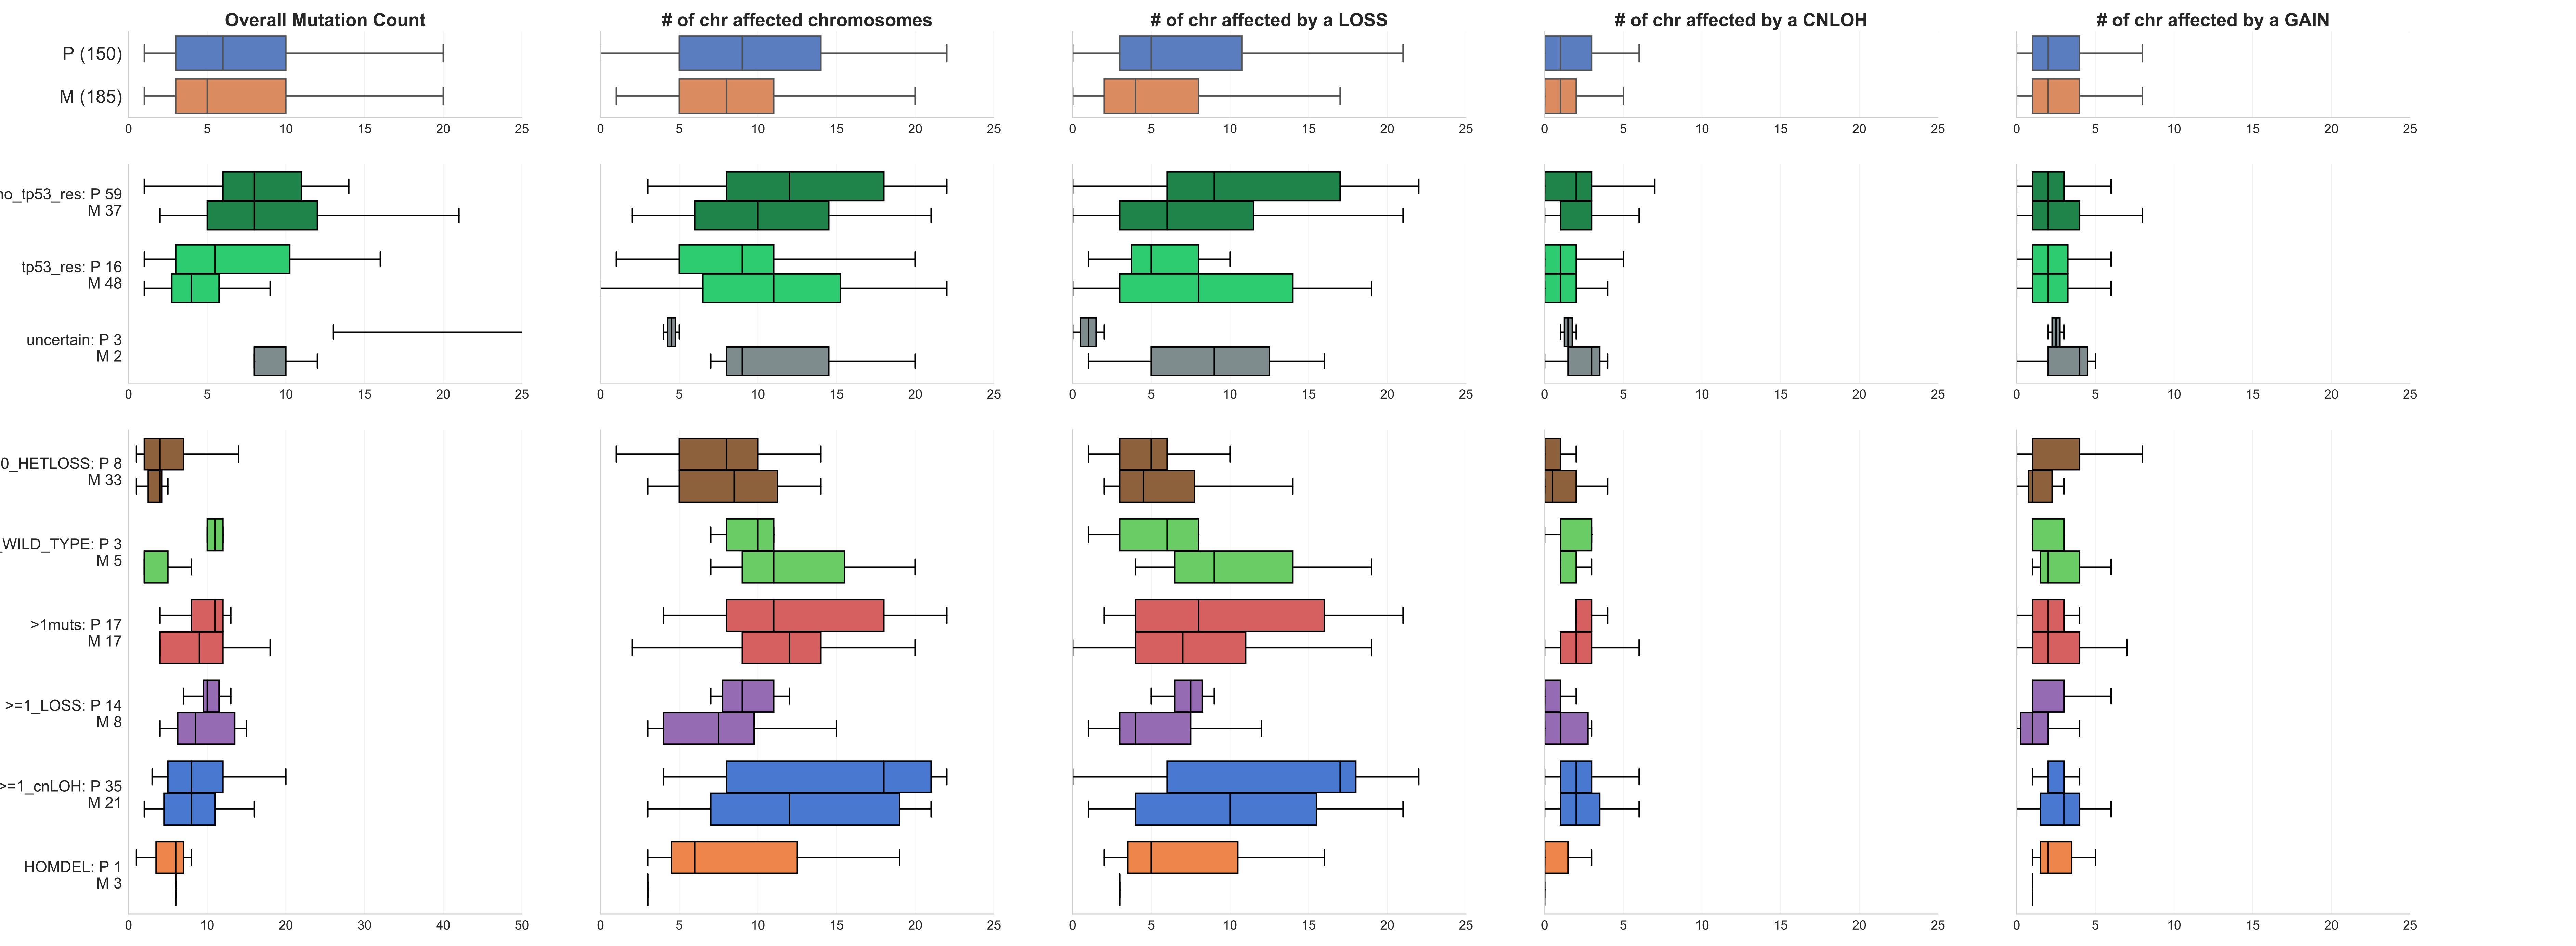 Overall Mutation Count # of chr affected chromosomes # of chr affected by a LOSS # of chr affected by a CNLOH # of chr affected by a GAIN
P (150)
M (185)
0 5 10 15 20 25 0 5 10 15 20 25 0 5 10 15 20 25 0 5 10 15 20 25 0 5 10 15 20 25
no_tp53_res: P 59
M 37
tp53_res: P 16
M 48
uncertain: P 3
M 2
0 5 10 15 20 25 0 5 10 15 20 25 0 5 10 15 20 25 0 5 10 15 20 25 0 5 10 15 20 25
0_HETLOSS: P 8
M 33
_WILD_TYPE: P 3
M 5
>1muts: P 17
M 17
>=1_LOSS: P 14
M 8
>=1_cnLOH: P 35
M 21
HOMDEL: P 1
M 3
0 10 20 30 40 50 0 5 10 15 20 25 0 5 10 15 20 25 0 5 10 15 20 25 0 5 10 15 20 25